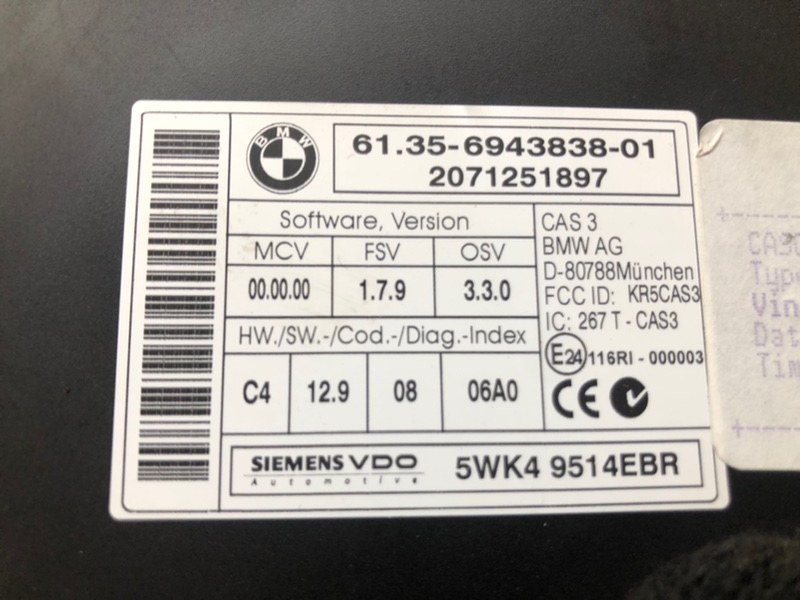 BMW
61.35-6943838-01
2071251897
Software, Version
MCV FSV OSV
00.00.00 1.7.9 3.3.0
HW./SW.-/Cod.-/Diag.-Index
C4 12.9 08 06A0
CAS 3
BMW AG
D-80788München
FCC ID: KR5CAS3
IC: 267 T - CAS3
E24 116RI - 000003
CE
SIEMENS VDO
Automotive
5WK4 9514EBR
Vin